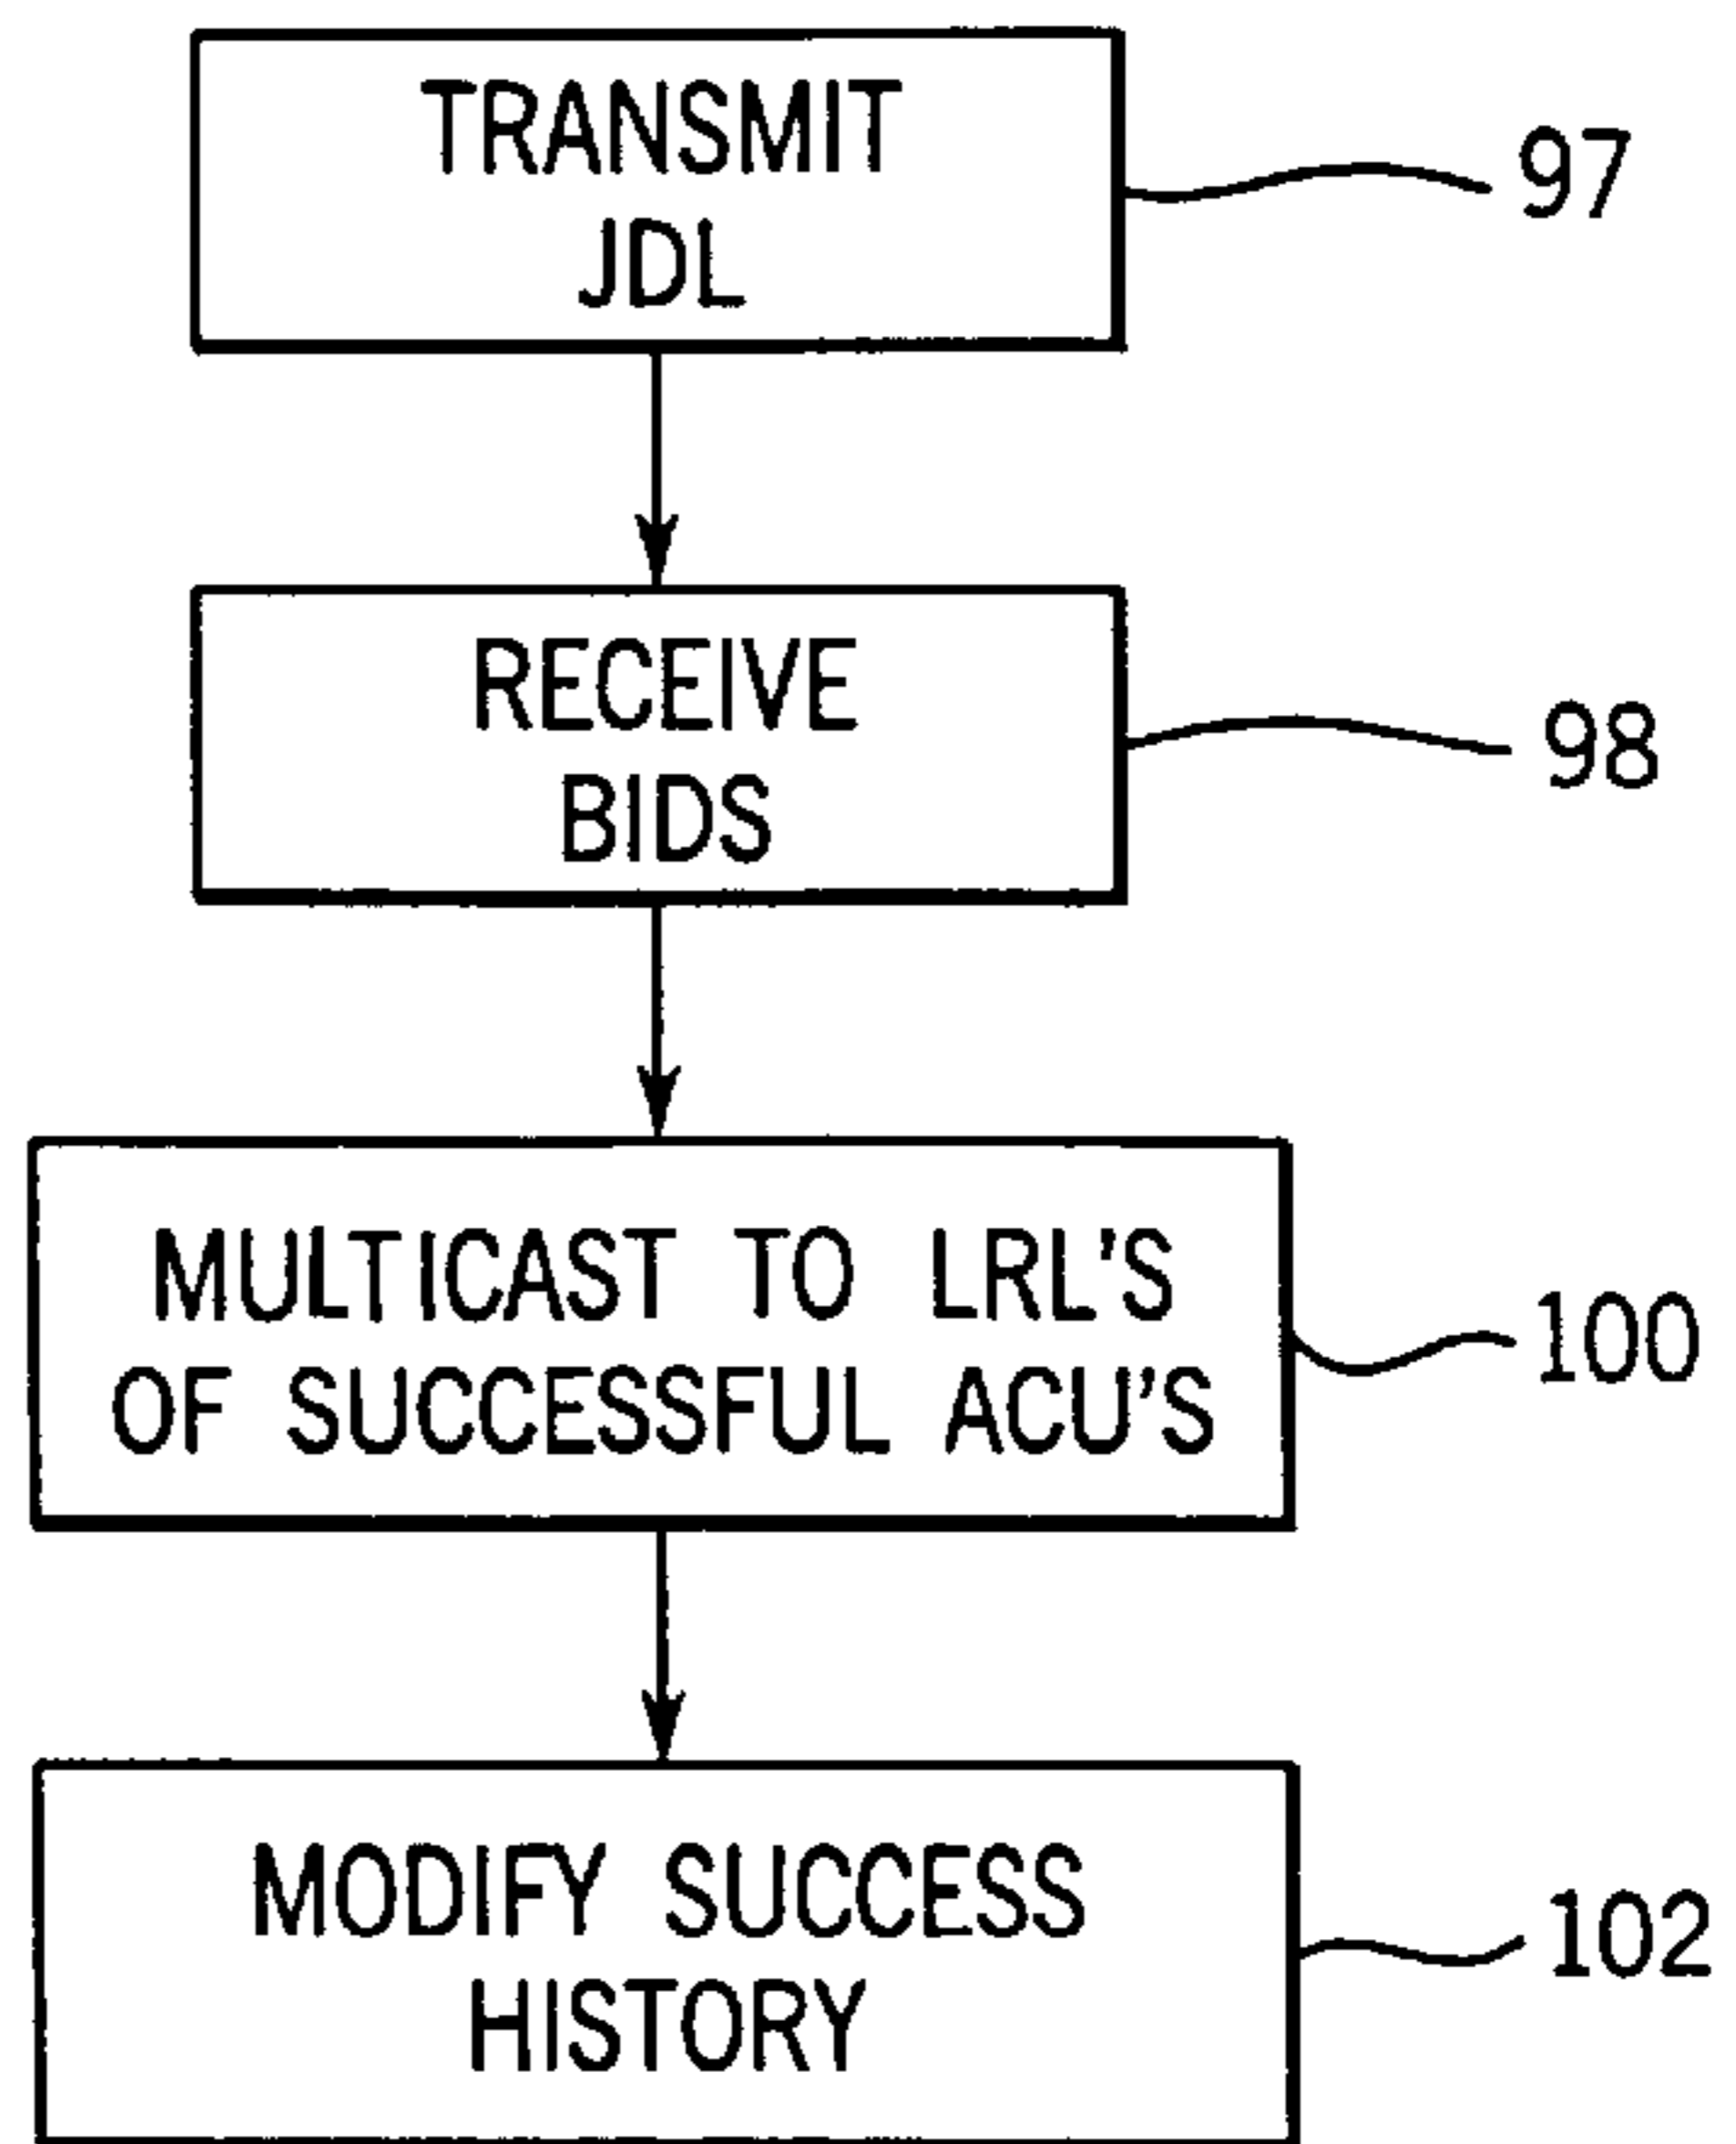 TRANSMIT
JDL
97
RECEIVE
BIDS
98
MULTICAST TO LRL'S
OF SUCCESSFUL ACU'S
100
MODIFY SUCCESS
HISTORY
102